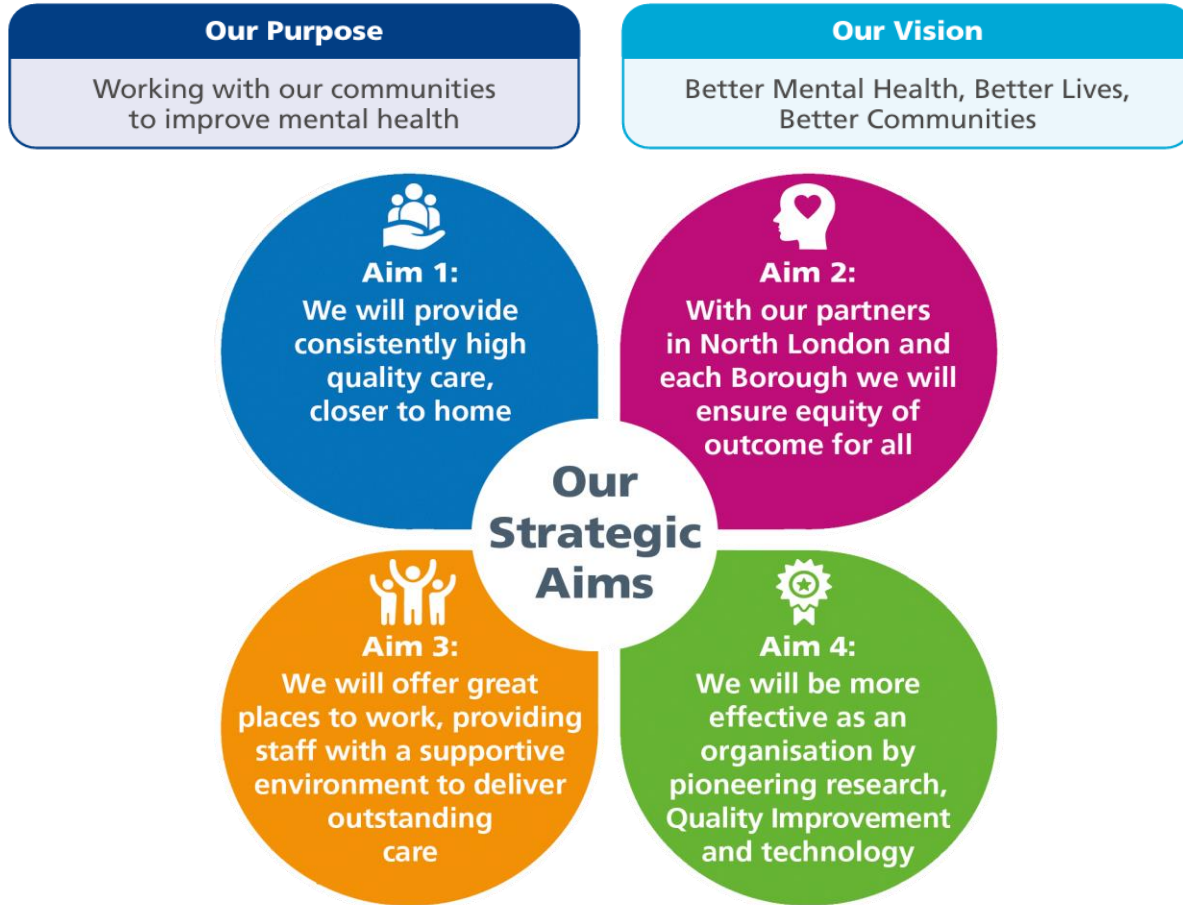 Our Purpose
Working with our communities
to improve mental health
Our Vision
Better Mental Health, Better Lives,
Better Communities
Aim 1:
We will provide
consistently high
quality care,
closer to home
Aim 2:
With our partners
in North London and
each Borough we will
ensure equity of
outcome for all
Our
Strategic
Aims
Aim 3:
We will offer great
places to work, providing
staff with a supportive
environment to deliver
outstanding
care
Aim 4:
We will be more
effective as an
organisation by
pioneering research,
Quality Improvement
and technology